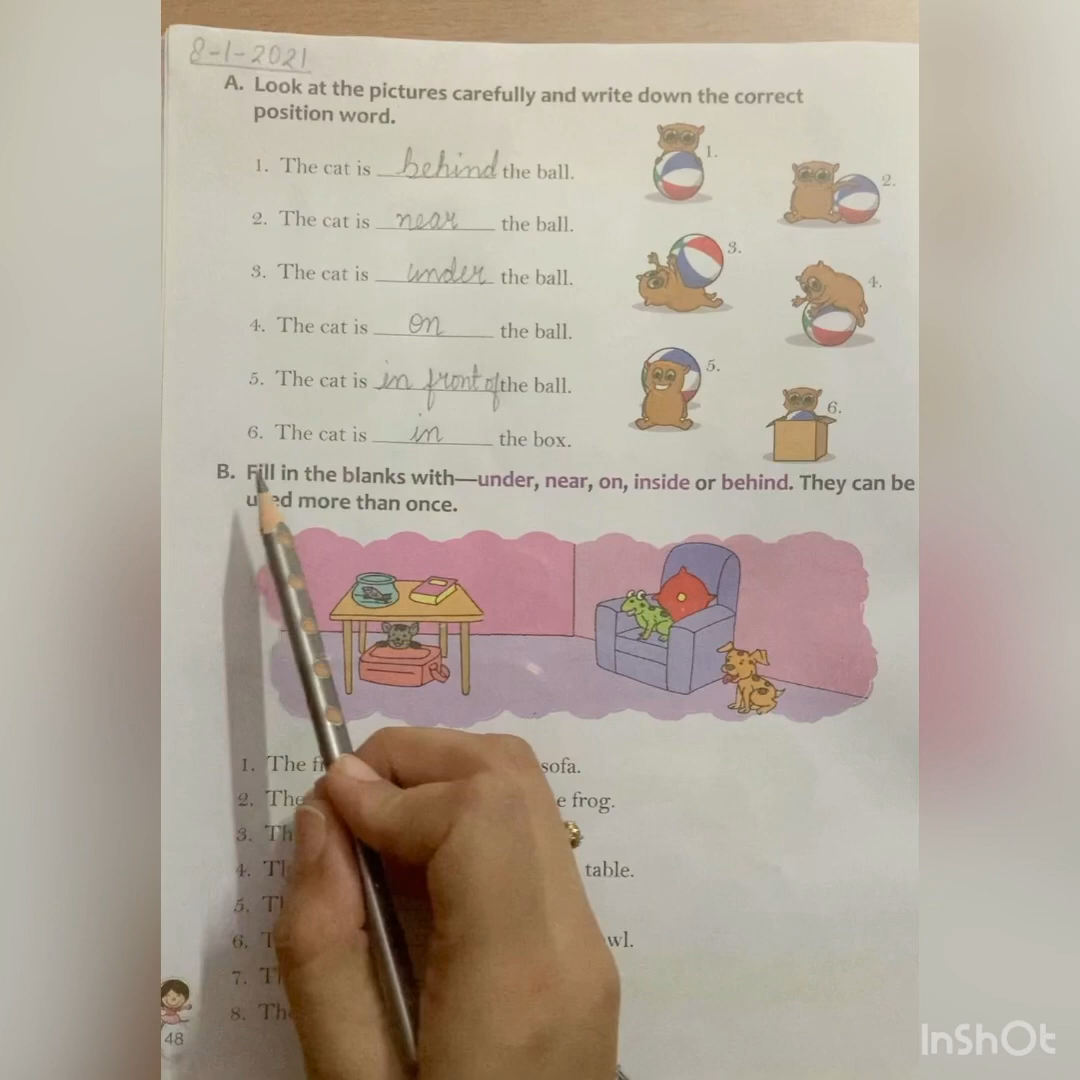 8-1-2021
A. Look at the pictures carefully and write down the correct
position word.
1. The cat is behind the ball.
2. The cat is near the ball.
3. The cat is under the ball.
4. The cat is on the ball.
5. The cat is in front of the ball.
6. The cat is in the box.
1.
2.
3.
4.
5.
6.
B. Fill in the blanks with—under, near, on, inside or behind. They can be
more than once.
1. The sofa.
2. The frog.
3.
4. table.
5.
6.
7.
8.
48
InShOt